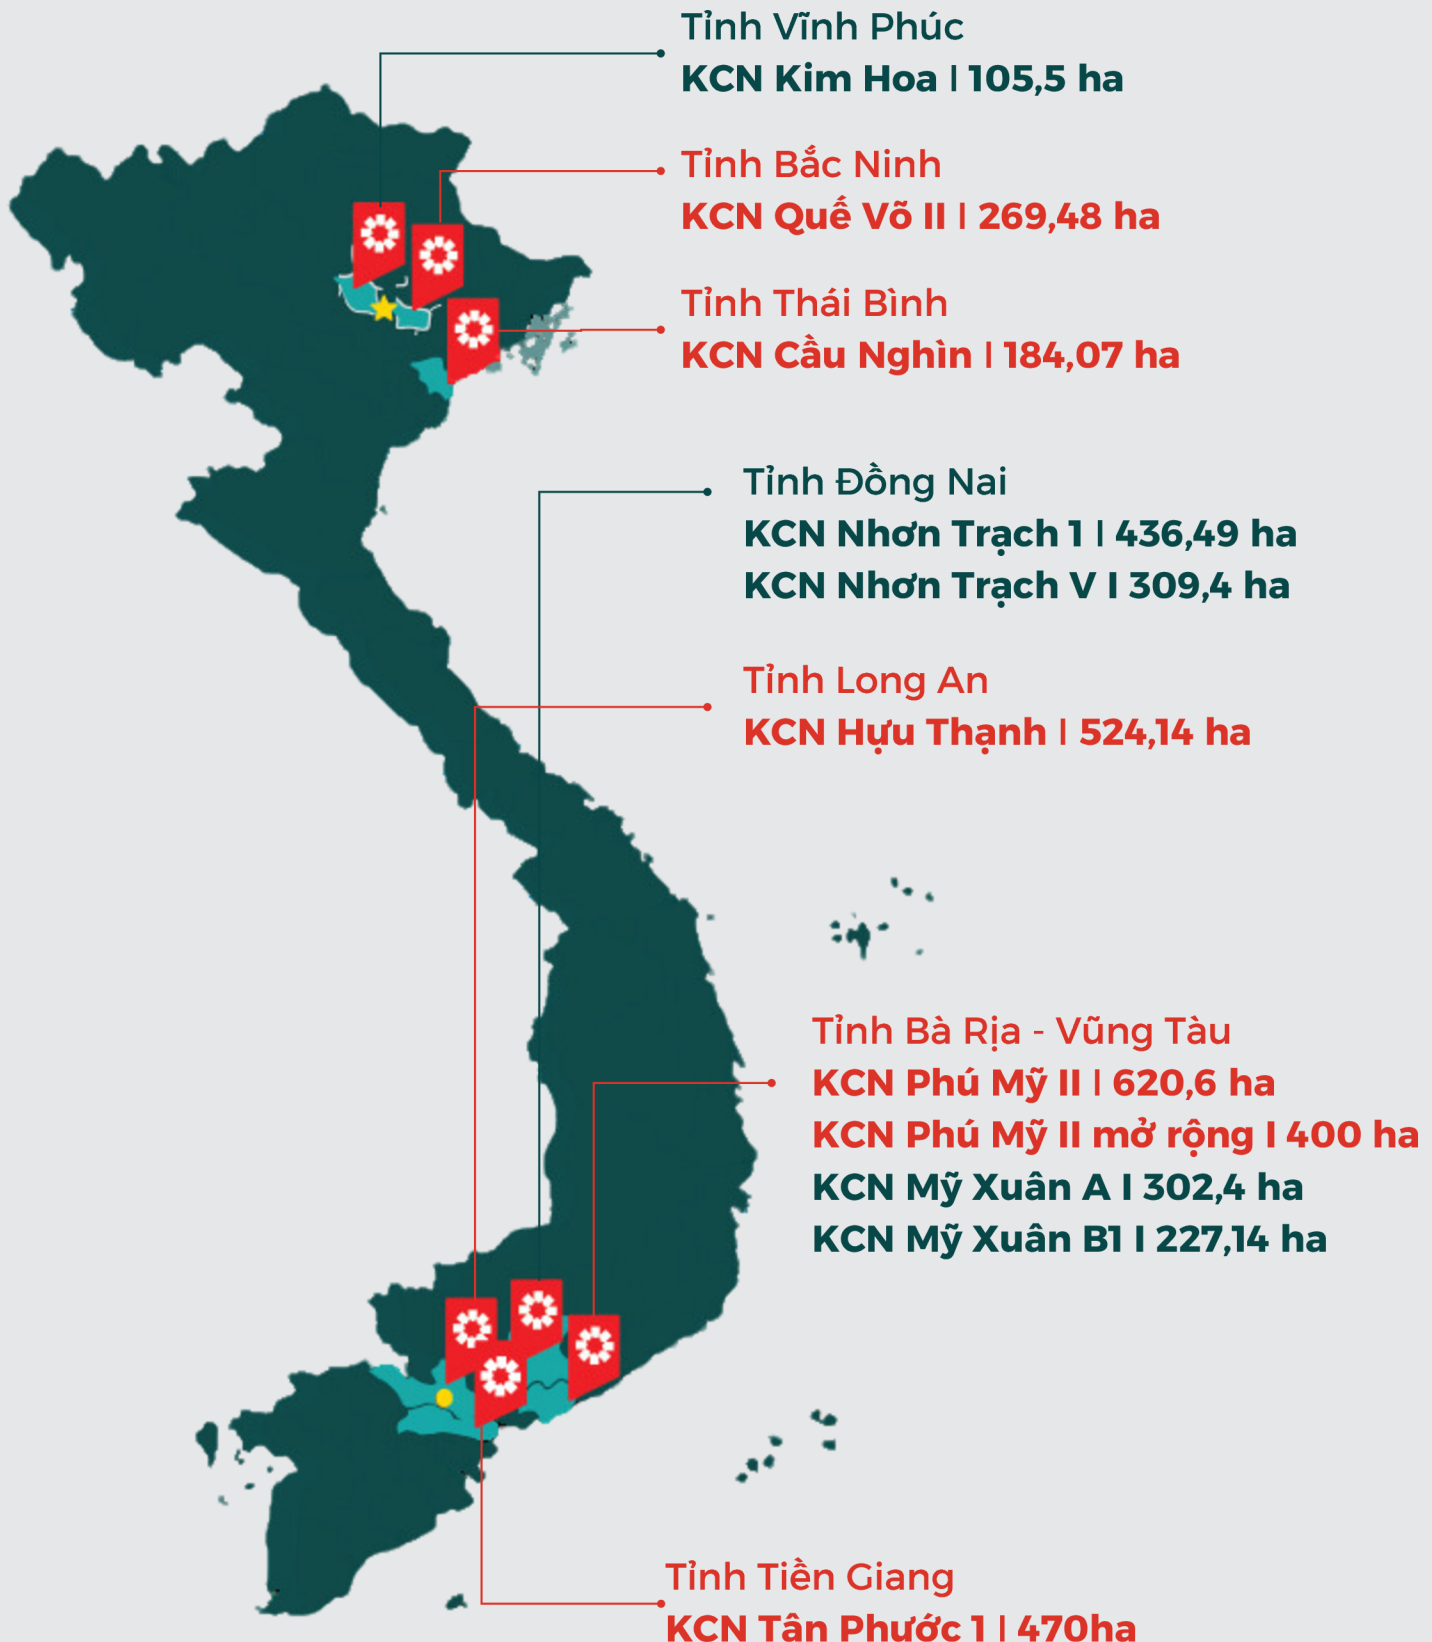 Tỉnh Vĩnh Phúc
KCN Kim Hoa | 105,5 ha
Tỉnh Bắc Ninh
KCN Quế Võ II | 269,48 ha
Tỉnh Thái Bình
KCN Cầu Nghìn | 184,07 ha
Tỉnh Đồng Nai
KCN Nhơn Trạch 1 | 436,49 ha
KCN Nhơn Trạch V I 309,4 ha
Tỉnh Long An
KCN Hựu Thạnh | 524,14 ha
Tỉnh Bà Rịa - Vũng Tàu
KCN Phú Mỹ II | 620,6 ha
KCN Phú Mỹ II mở rộng I 400 ha
KCN Mỹ Xuân A I 302,4 ha
KCN Mỹ Xuân B1 I 227,14 ha
Tỉnh Tiền Giang
KCN Tân Phước 1 | 470ha